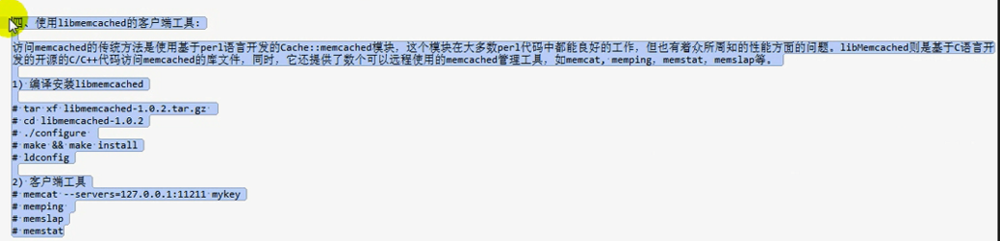 四、使用libmemcached的客户端工具:
访问memcached的传统方法是使用基于perl语言开发的Cache::memcached模块，这个模块在大多数perl代码中都能良好的工作，但也有着众所周知的性能方面的问题。libMemcached则是基于C语言开
发的开源的C/C++代码访问memcached的库文件，同时，它还提供了数个可以远程使用的memcached管理工具，如memcat, memping，memstat，memslap等。
1) 编译安装libmemcached
# tar xf libmemcached-1.0.2.tar.gz
# cd libmemcached-1.0.2
# ./configure
# make && make install
# ldconfig
2) 客户端工具
# memcat --servers=127.0.0.1:11211 mykey
# memping
# memslap
# memstat